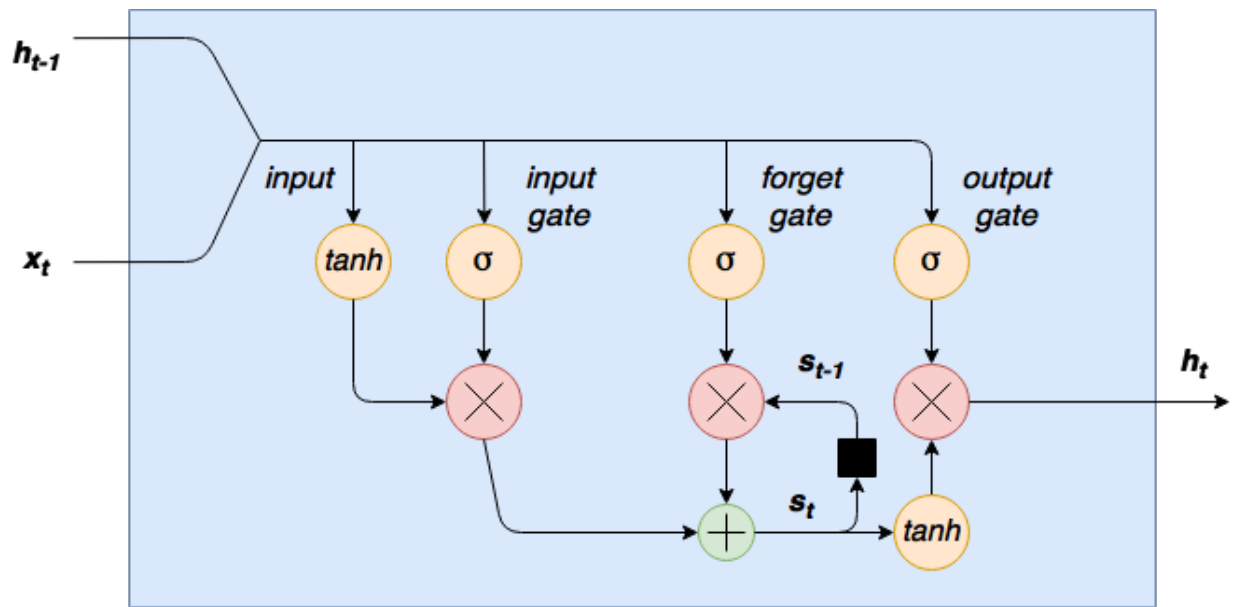 h_{t-1}
input
input
gate
forget
gate
output
gate
x_t
tanh
σ
σ
σ
s_{t-1}
h_t
s_t
tanh